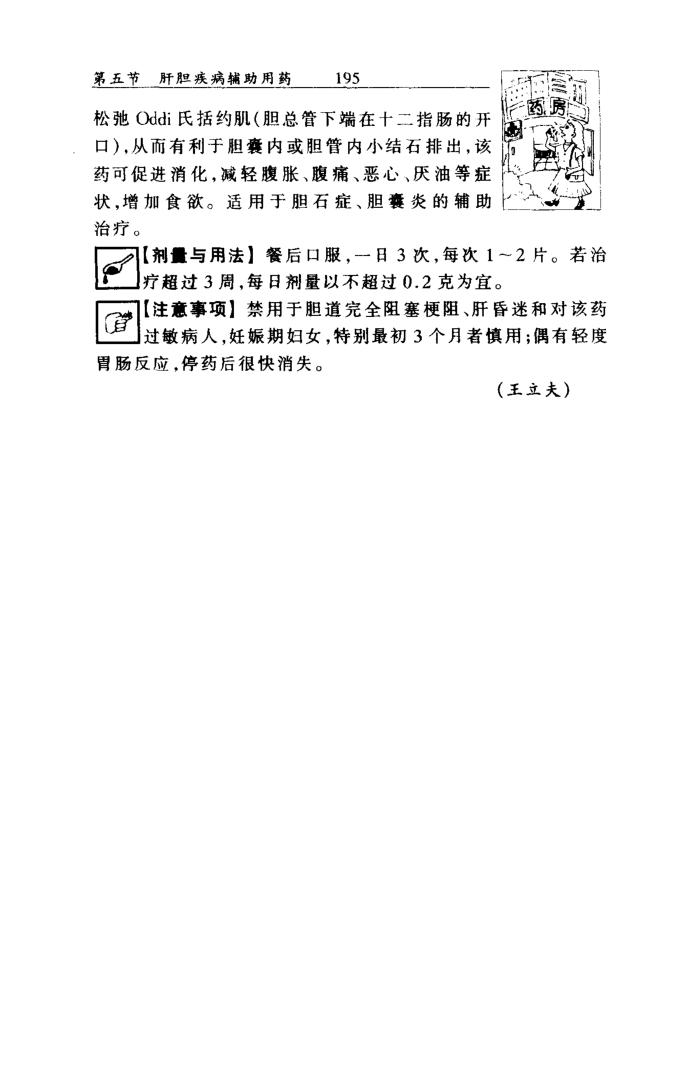 第五节　肝胆疾病辅助用药　195
药房
松弛 Oddi 氏括约肌(胆总管下端在十二指肠的开
口),从而有利于胆囊内或胆管内小结石排出,该
药可促进消化,减轻腹胀、腹痛、恶心、厌油等症
状,增加食欲。适用于胆石症、胆囊炎的辅助
治疗。
【剂量与用法】餐后口服,一日 3 次,每次 1~2 片。若治
疗超过 3 周,每日剂量以不超过 0.2 克为宜。
【注意事项】禁用于胆道完全阻塞梗阻、肝昏迷和对该药
过敏病人,妊娠期妇女,特别最初 3 个月者慎用;偶有轻度
胃肠反应,停药后很快消失。
(王立夫)